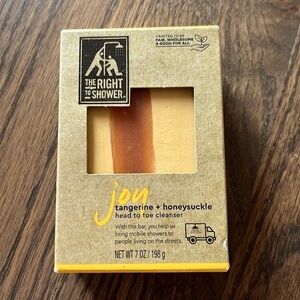 THE
RIGHT
TO
SHOWER
CRAFTED TO BE
FAIR, WHOLESOME
& GOOD FOR ALL
joy
tangerine + honeysuckle
head to toe cleanser
With this bar, you help us
bring mobile showers to
people living on the streets.
NET WT 7 OZ / 198 g